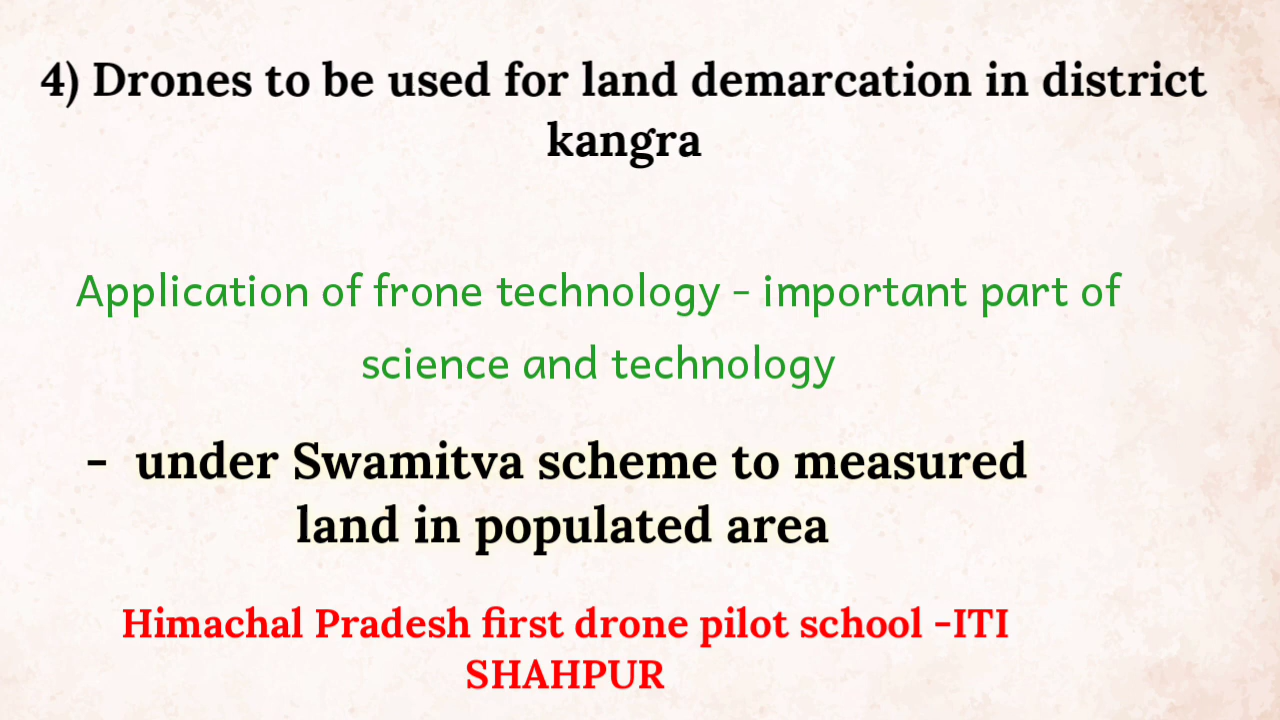 4) Drones to be used for land demarcation in district
kangra
Application of frone technology - important part of
science and technology
- under Swamitva scheme to measured
land in populated area
Himachal Pradesh first drone pilot school -ITI
SHAHPUR